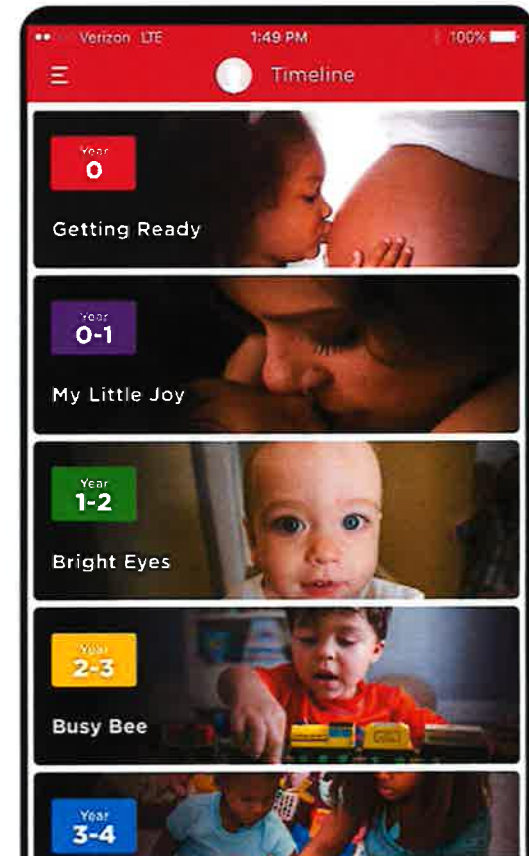 Verizon LTE 1:49 PM 100%
Timeline
Year
0
Getting Ready
Year
0-1
My Little Joy
Year
1-2
Bright Eyes
Year
2-3
Busy Bee
Year
3-4